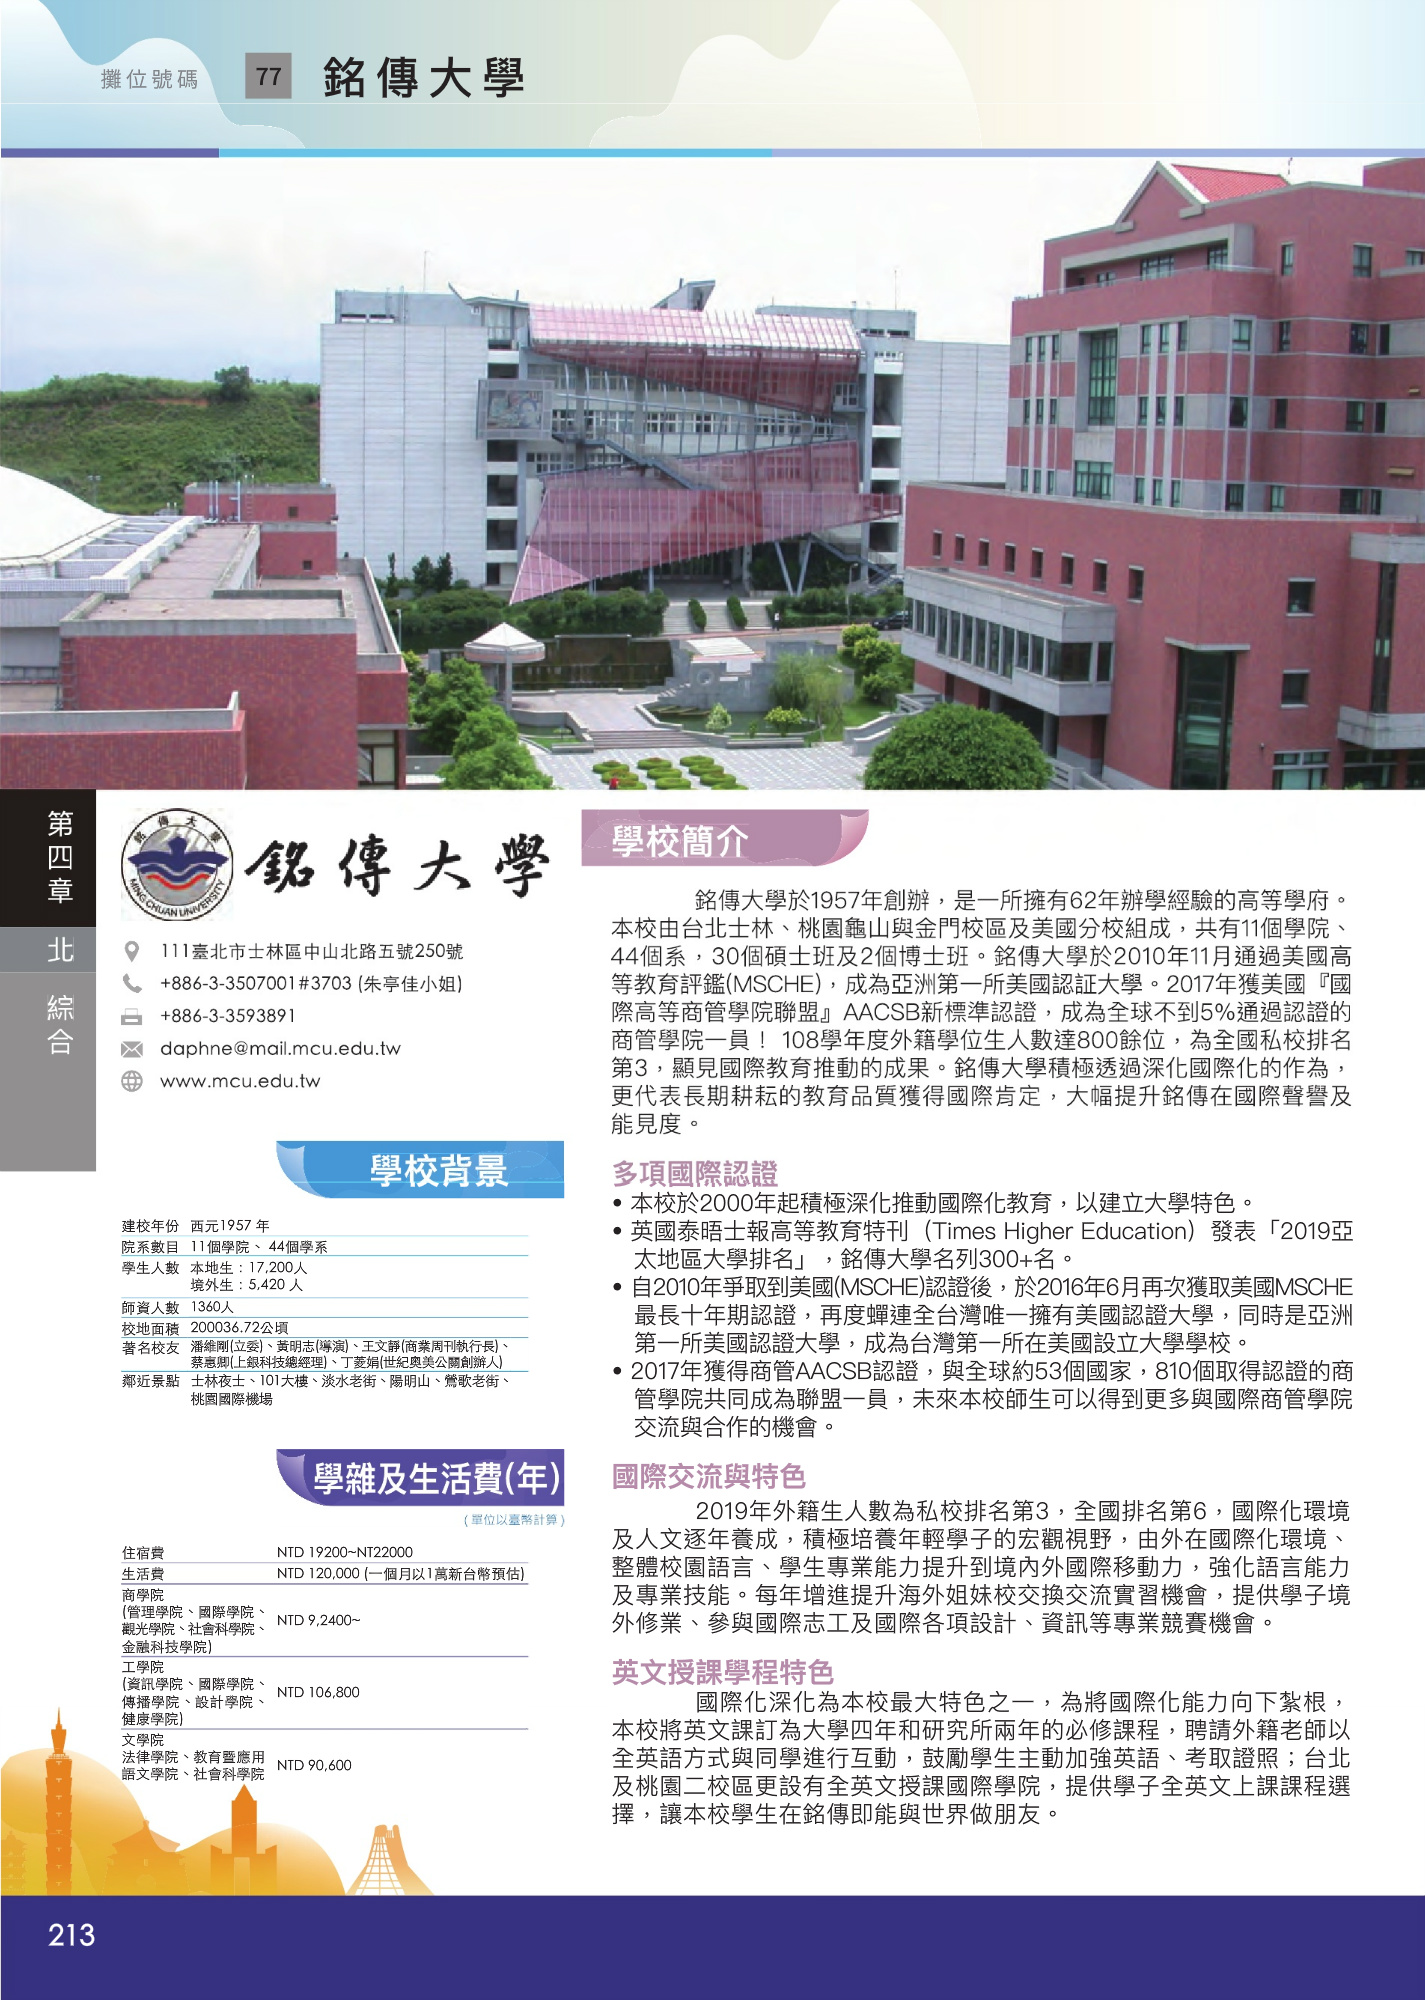 攤位號碼 77 銘傳大學
第四章
北
綜合
銘傳大學
MING CHUAN UNIVERSITY
銘傳大學
111臺北市士林區中山北路五號250號
+886-3-3507001#3703 (朱亭佳小姐)
+886-3-3593891
daphne@mail.mcu.edu.tw
www.mcu.edu.tw
學校背景
建校年份 西元1957 年
院系數目 11個學院、 44個學系
學生人數 本地生：17,200人
境外生：5,420 人
師資人數 1360人
校地面積 200036.72公頃
著名校友 潘維剛(立委)、黃明志(導演)、王文靜(商業周刊執行長)、
蔡惠卿(上銀科技總經理)、丁菱娟(世紀奧美公關創辦人)
鄰近景點 士林夜士、101大樓、淡水老街、陽明山、鶯歌老街、
桃園國際機場
學雜及生活費(年)
(單位以臺幣計算)
住宿費 NTD 19200~NT22000
生活費 NTD 120,000 (一個月以1萬新台幣預估)
商學院
(管理學院、國際學院、
觀光學院、社會科學院、
金融科技學院)
NTD 9,2400~
工學院
(資訊學院、國際學院、
傳播學院、設計學院、
健康學院)
NTD 106,800
文學院
法律學院、教育暨應用
語文學院、社會科學院
NTD 90,600
學校簡介
銘傳大學於1957年創辦，是一所擁有62年辦學經驗的高等學府。
本校由台北士林、桃園龜山與金門校區及美國分校組成，共有11個學院、
44個系，30個碩士班及2個博士班。銘傳大學於2010年11月通過美國高
等教育評鑑(MSCHE)，成為亞洲第一所美國認証大學。2017年獲美國『國
際高等商管學院聯盟』AACSB新標準認證，成為全球不到5%通過認證的
商管學院一員！ 108學年度外籍學位生人數達800餘位，為全國私校排名
第3，顯見國際教育推動的成果。銘傳大學積極透過深化國際化的作為，
更代表長期耕耘的教育品質獲得國際肯定，大幅提升銘傳在國際聲譽及
能見度。
多項國際認證
• 本校於2000年起積極深化推動國際化教育，以建立大學特色。
• 英國泰晤士報高等教育特刊（Times Higher Education）發表「2019亞
太地區大學排名」，銘傳大學名列300+名。
• 自2010年爭取到美國(MSCHE)認證後，於2016年6月再次獲取美國MSCHE
最長十年期認證，再度蟬連全台灣唯一擁有美國認證大學，同時是亞洲
第一所美國認證大學，成為台灣第一所在美國設立大學學校。
• 2017年獲得商管AACSB認證，與全球約53個國家，810個取得認證的商
管學院共同成為聯盟一員，未來本校師生可以得到更多與國際商管學院
交流與合作的機會。
國際交流與特色
2019年外籍生人數為私校排名第3，全國排名第6，國際化環境
及人文逐年養成，積極培養年輕學子的宏觀視野，由外在國際化環境、
整體校園語言、學生專業能力提升到境內外國際移動力，強化語言能力
及專業技能。每年增進提升海外姐妹校交換交流實習機會，提供學子境
外修業、參與國際志工及國際各項設計、資訊等專業競賽機會。
英文授課學程特色
國際化深化為本校最大特色之一，為將國際化能力向下紮根，
本校將英文課訂為大學四年和研究所兩年的必修課程，聘請外籍老師以
全英語方式與同學進行互動，鼓勵學生主動加強英語、考取證照；台北
及桃園二校區更設有全英文授課國際學院，提供學子全英文上課課程選
擇，讓本校學生在銘傳即能與世界做朋友。
213